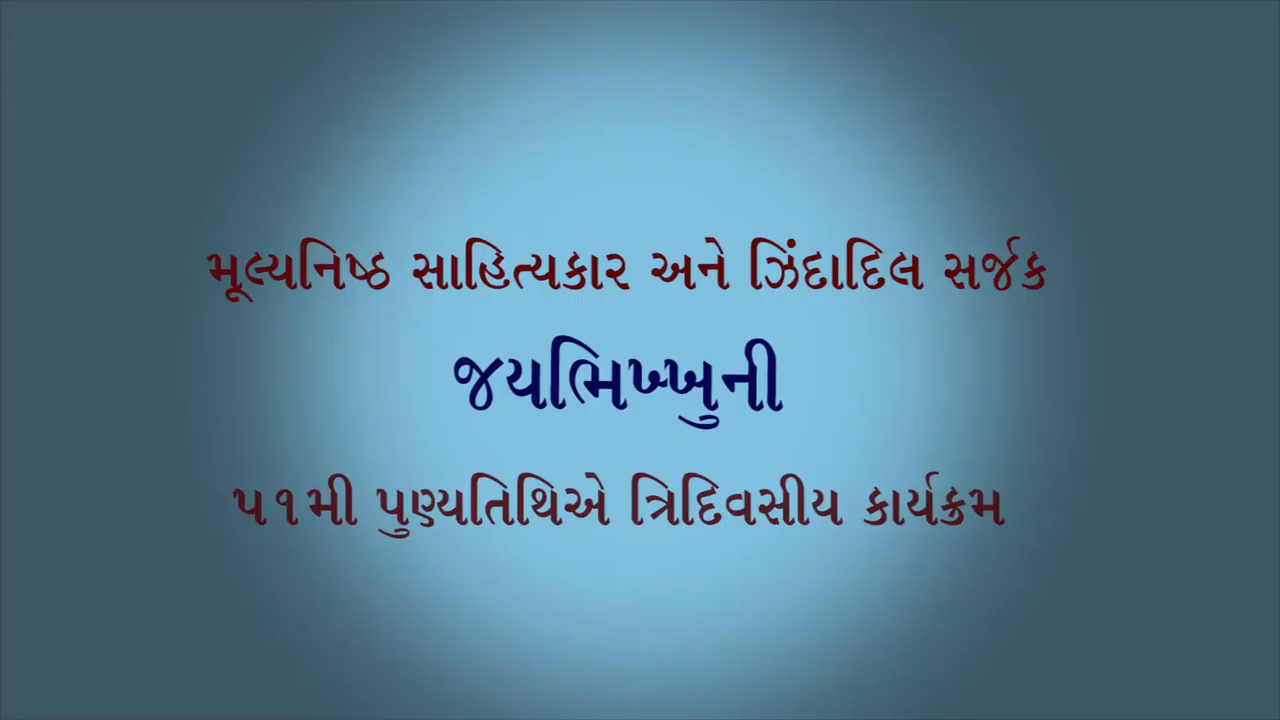 મૂલ્યનિષ્ઠ સાહિત્યકાર અને ઝિંદાદિલ સર્જક
જયભિખ્ખુની
૫૧મી પુણ્યતિથિએ ત્રિદિવસીય કાર્યક્રમ